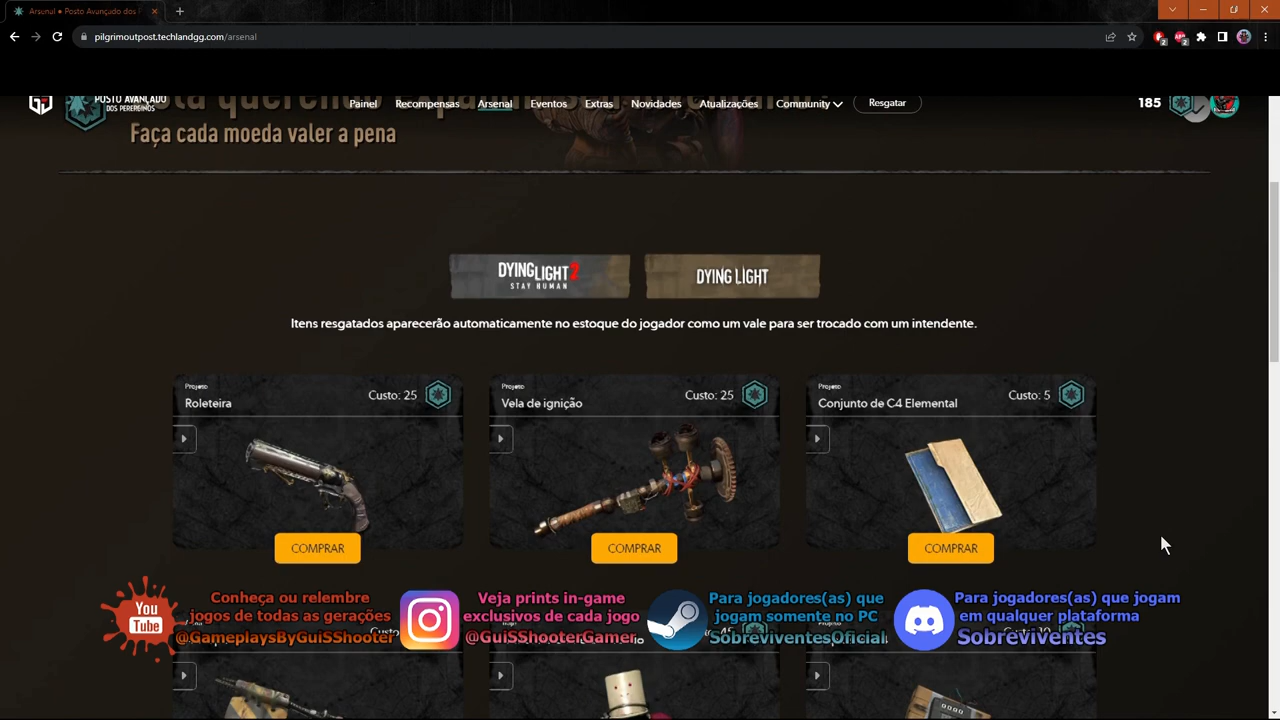 Arsenal ● Posto Avançado dos
pilgrimoutpost.techlandgg.com/arsenal
POSTO AVANÇADO
DOS PEREGRINOS
Painel Recompensas Arsenal Eventos Extras Novidades Atualizações Community Resgatar 185
Faça cada moeda valer a pena
DYING LIGHT 2
STAY HUMAN
DYING LIGHT
Itens resgatados aparecerão automaticamente no estoque do jogador como um vale para ser trocado com um intendente.
Projeto
Roleteira
Custo: 25
COMPRAR
Projeto
Vela de ignição
Custo: 25
COMPRAR
Projeto
Conjunto de C4 Elemental
Custo: 5
COMPRAR
You
Tube
Conheça ou relembre
jogos de todas as gerações
@GameplaysByGuiSShooter
Veja prints in-game
exclusivos de cada jogo
@GuiSShooterGamer
Para jogadores(as) que
jogam somente no PC
SobreviventesOficial
Para jogadores(as) que jogam
em qualquer plataforma
Sobreviventes